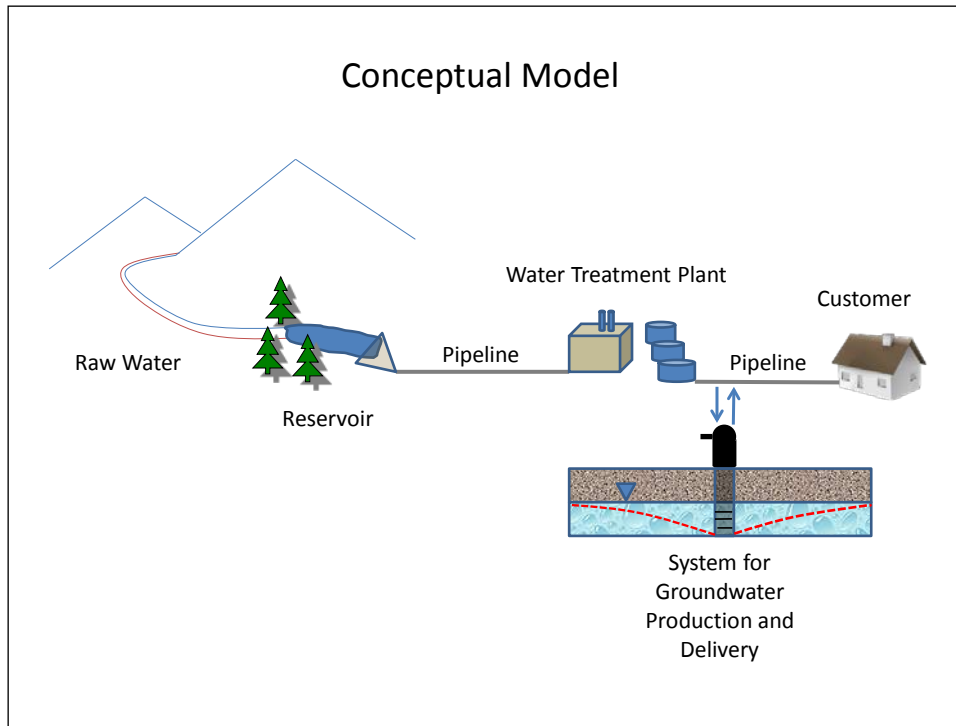 Conceptual Model
Water Treatment Plant
Customer
Raw Water
Pipeline
Pipeline
Reservoir
System for
Groundwater
Production and
Delivery